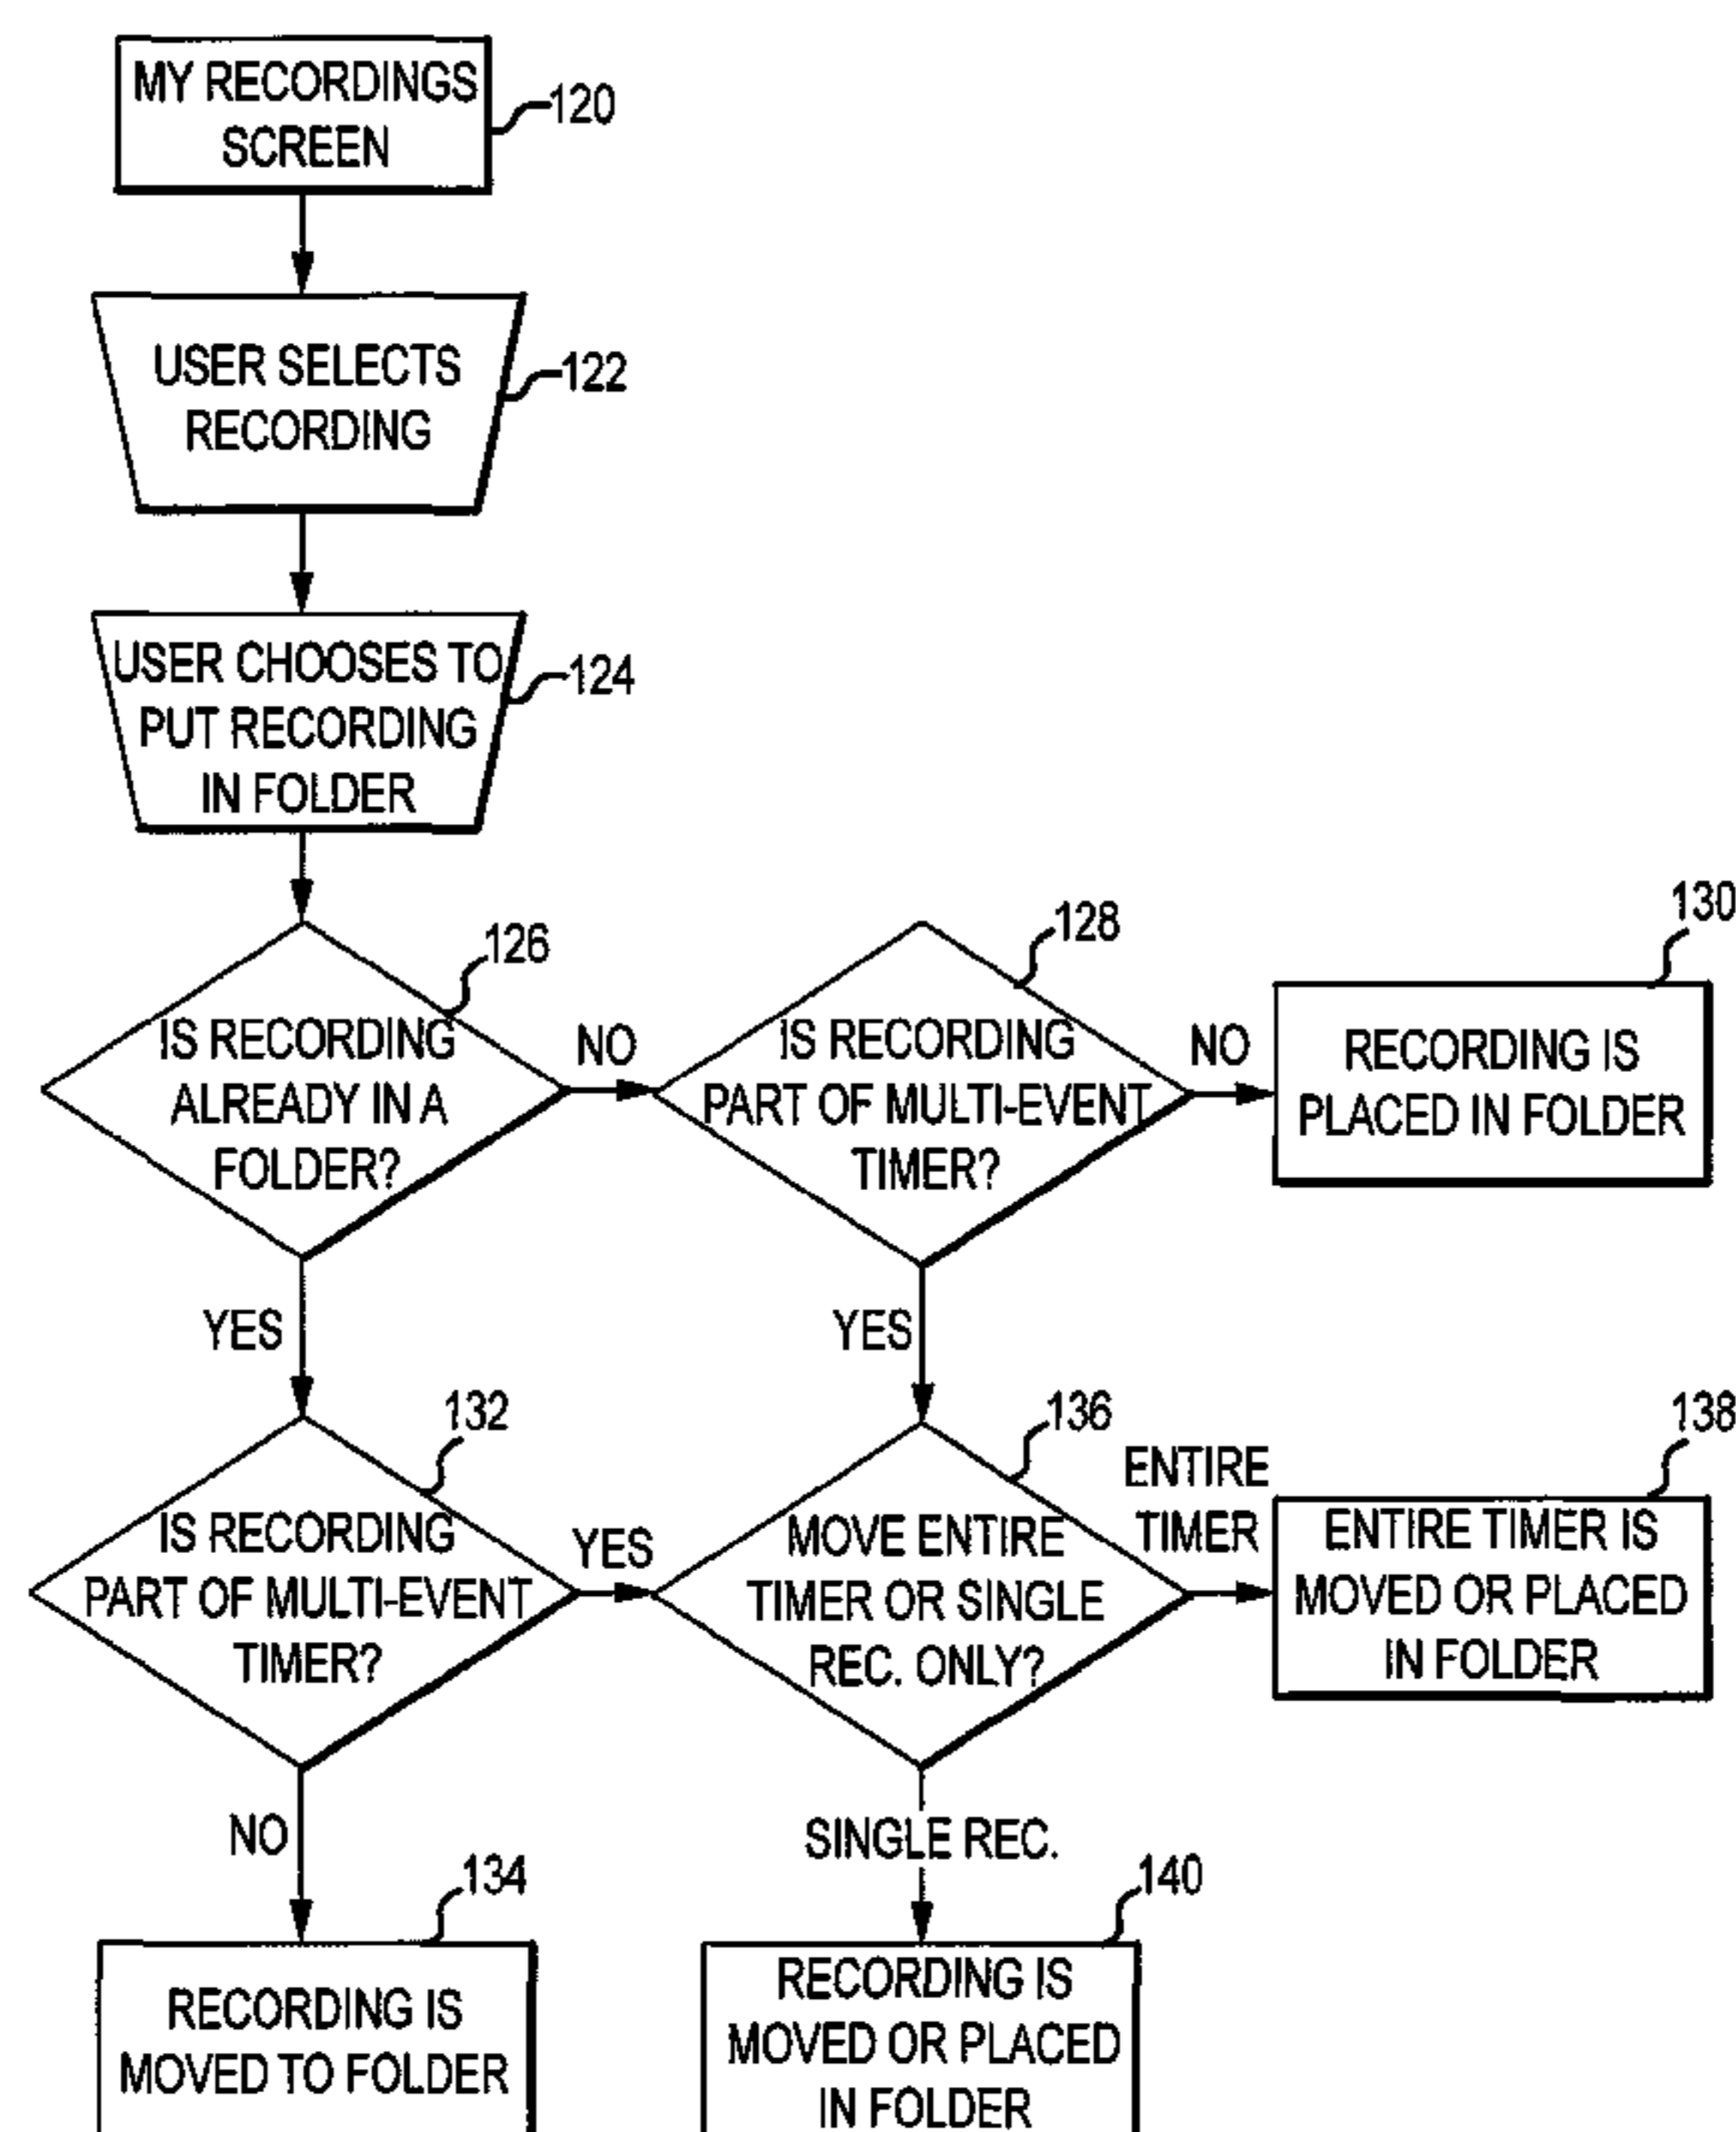 MY RECORDINGS
SCREEN
120
USER SELECTS
RECORDING
122
USER CHOOSES TO
PUT RECORDING
IN FOLDER
124
126
IS RECORDING
ALREADY IN A
FOLDER?
NO
128
IS RECORDING
PART OF MULTI-EVENT
TIMER?
NO
130
RECORDING IS
PLACED IN FOLDER
YES
YES
132
IS RECORDING
PART OF MULTI-EVENT
TIMER?
YES
136
MOVE ENTIRE
TIMER OR SINGLE
REC. ONLY?
ENTIRE
TIMER
138
ENTIRE TIMER IS
MOVED OR PLACED
IN FOLDER
NO
SINGLE REC.
134
RECORDING IS
MOVED TO FOLDER
140
RECORDING IS
MOVED OR PLACED
IN FOLDER